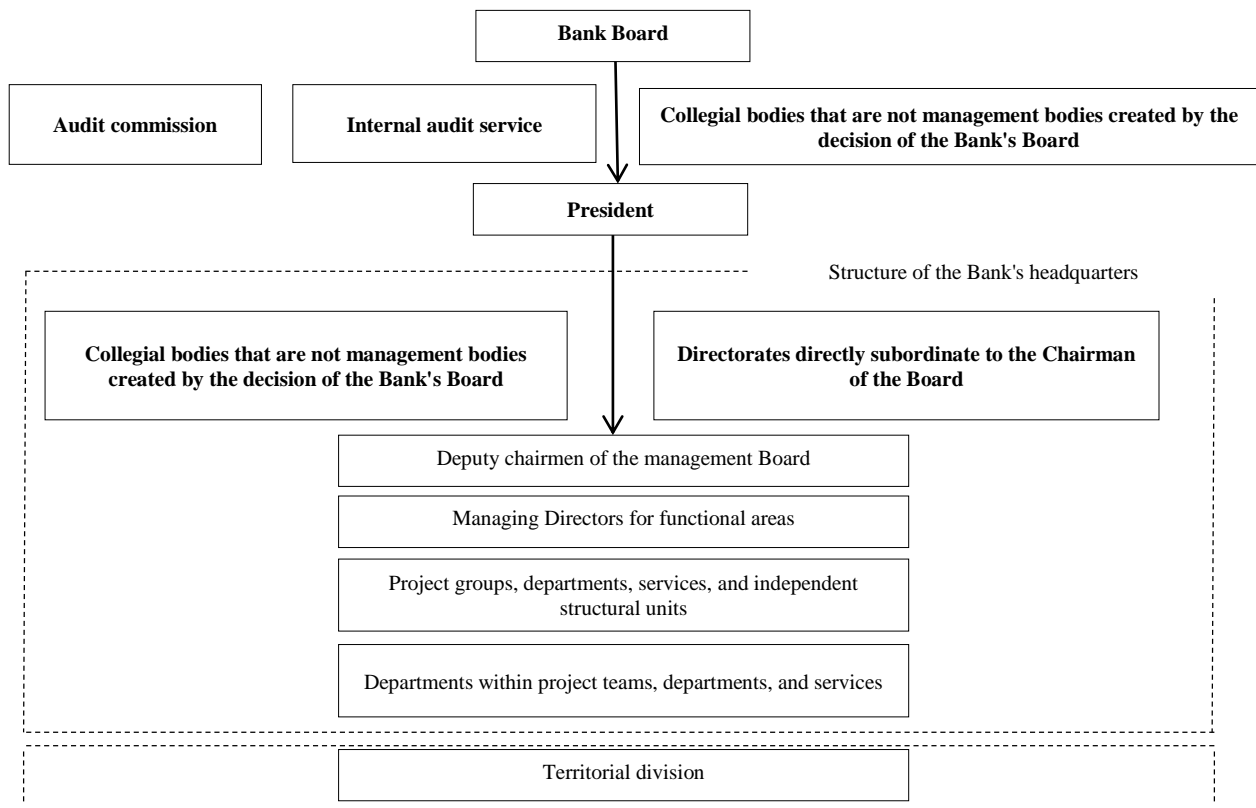 Bank Board
Audit commission
Internal audit service
Collegial bodies that are not management bodies created by the
decision of the Bank's Board
President
Structure of the Bank's headquarters
Collegial bodies that are not management bodies
created by the decision of the Bank's Board
Directorates directly subordinate to the Chairman
of the Board
Deputy chairmen of the management Board
Managing Directors for functional areas
Project groups, departments, services, and independent
structural units
Departments within project teams, departments, and services
Territorial division